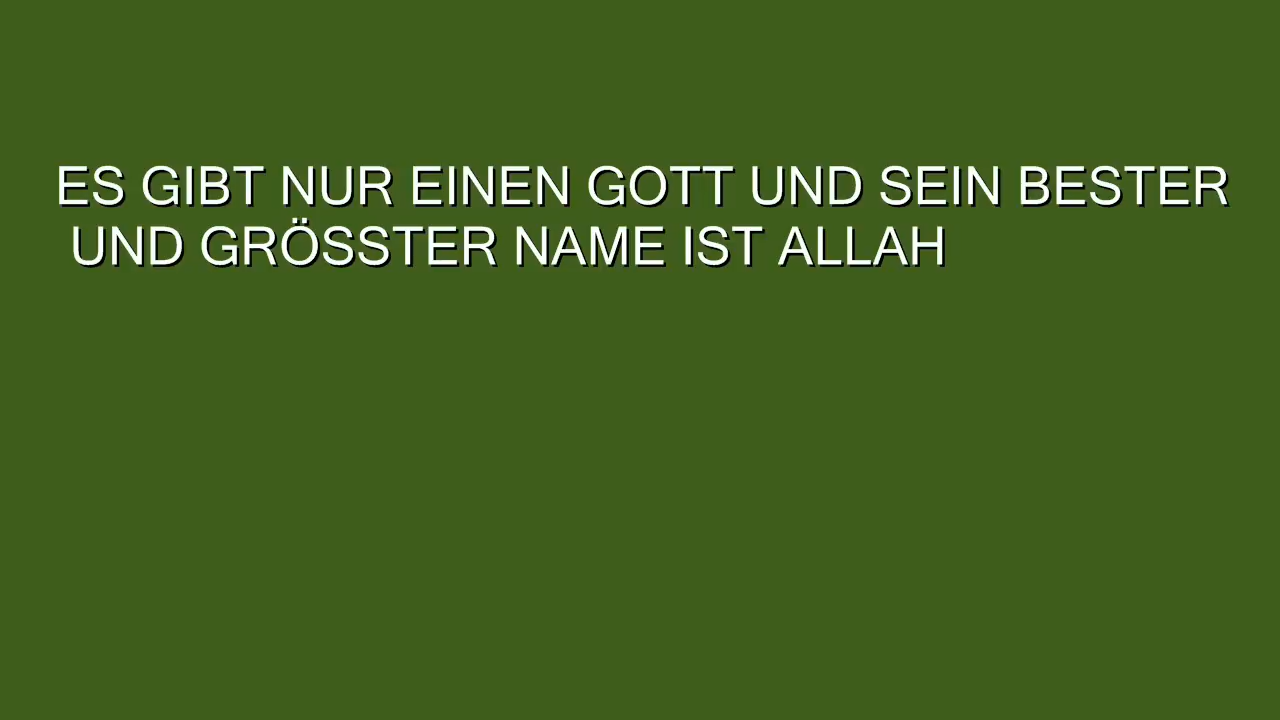 ES GIBT NUR EINEN GOTT UND SEIN BESTER
UND GRÖSSTER NAME IST ALLAH